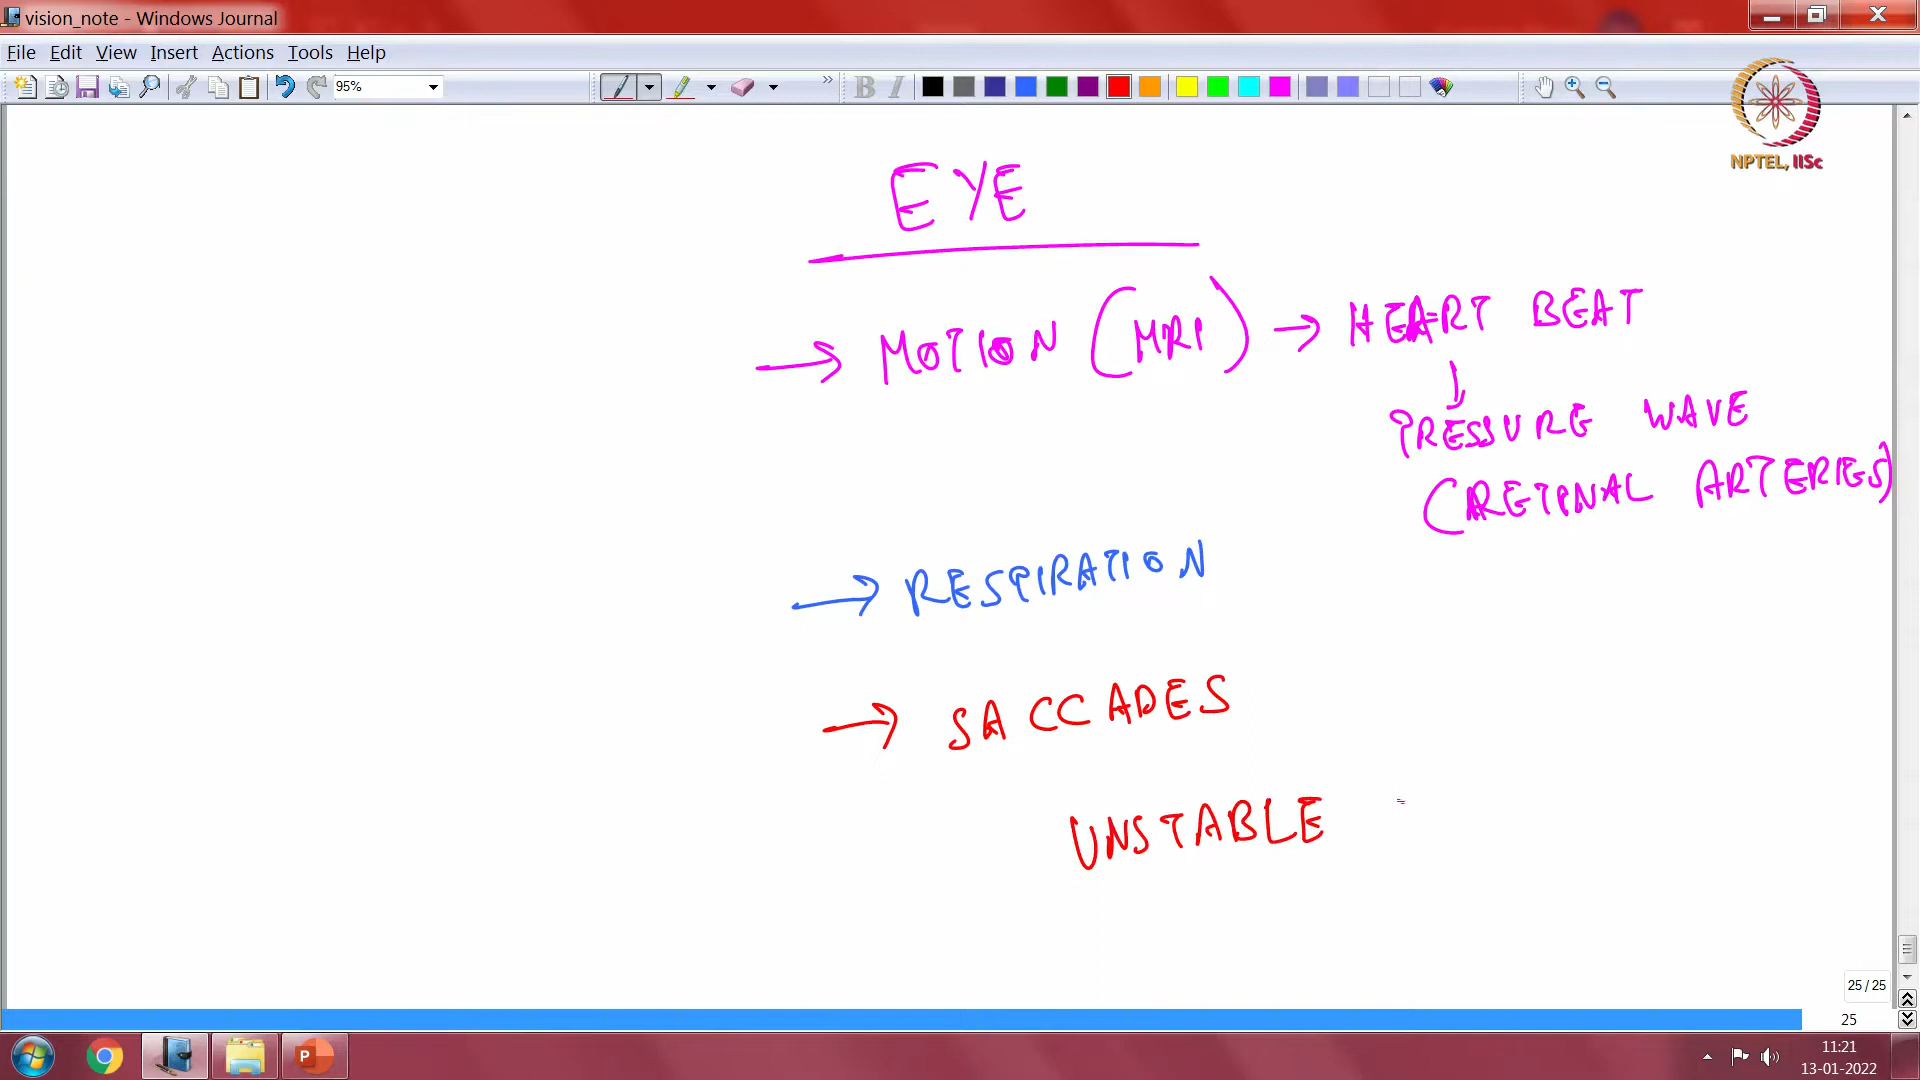 vision_note - Windows Journal
File Edit View Insert Actions Tools Help
95%
B I
NPTEL, IISc
EYE
→ MOTION (MRI) → HEART BEAT
↓
PRESSURE WAVE
(RETINAL ARTERIES)
→ RESPIRATION
→ SACCADES
UNSTABLE
25 / 25
25
P
11:21
13-01-2022